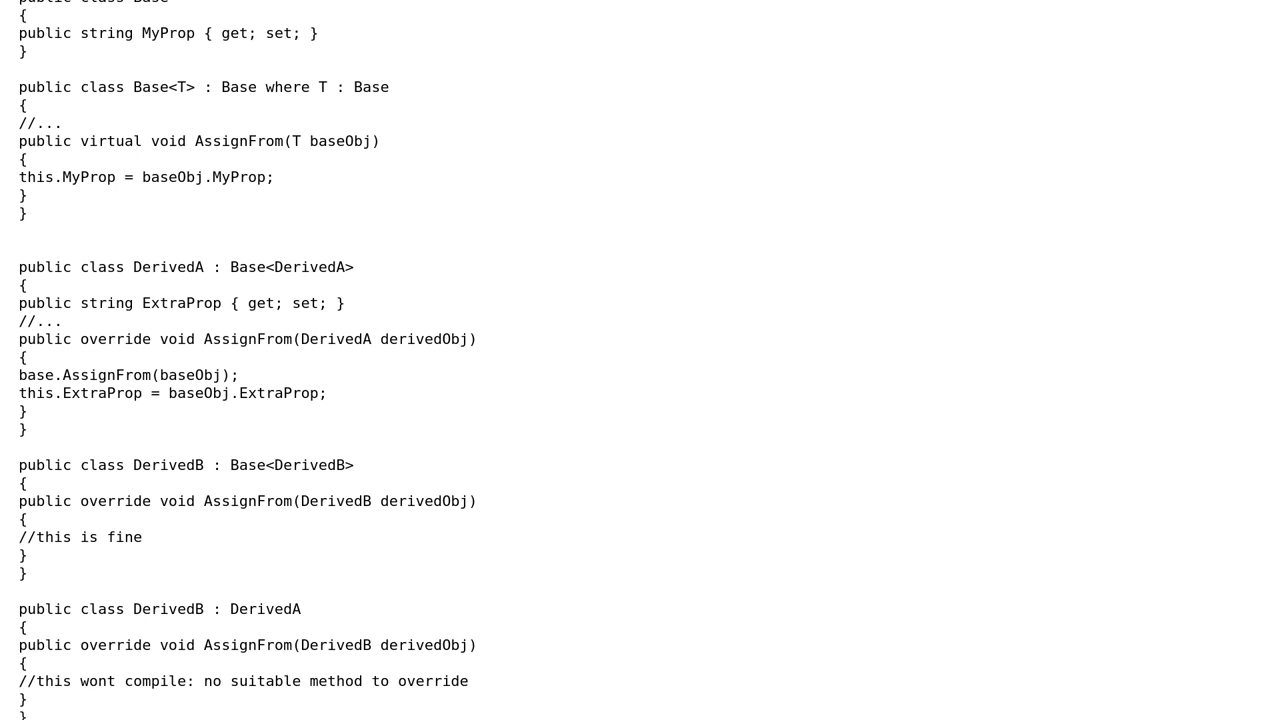 public class Base
{
public string MyProp { get; set; }
}
public class Base<T> : Base where T : Base
{
//...
public virtual void AssignFrom(T baseObj)
{
this.MyProp = baseObj.MyProp;
}
}
public class DerivedA : Base<DerivedA>
{
public string ExtraProp { get; set; }
//...
public override void AssignFrom(DerivedA derivedObj)
{
base.AssignFrom(baseObj);
this.ExtraProp = baseObj.ExtraProp;
}
}
public class DerivedB : Base<DerivedB>
{
public override void AssignFrom(DerivedB derivedObj)
{
//this is fine
}
}
public class DerivedB : DerivedA
{
public override void AssignFrom(DerivedB derivedObj)
{
//this wont compile: no suitable method to override
}
}